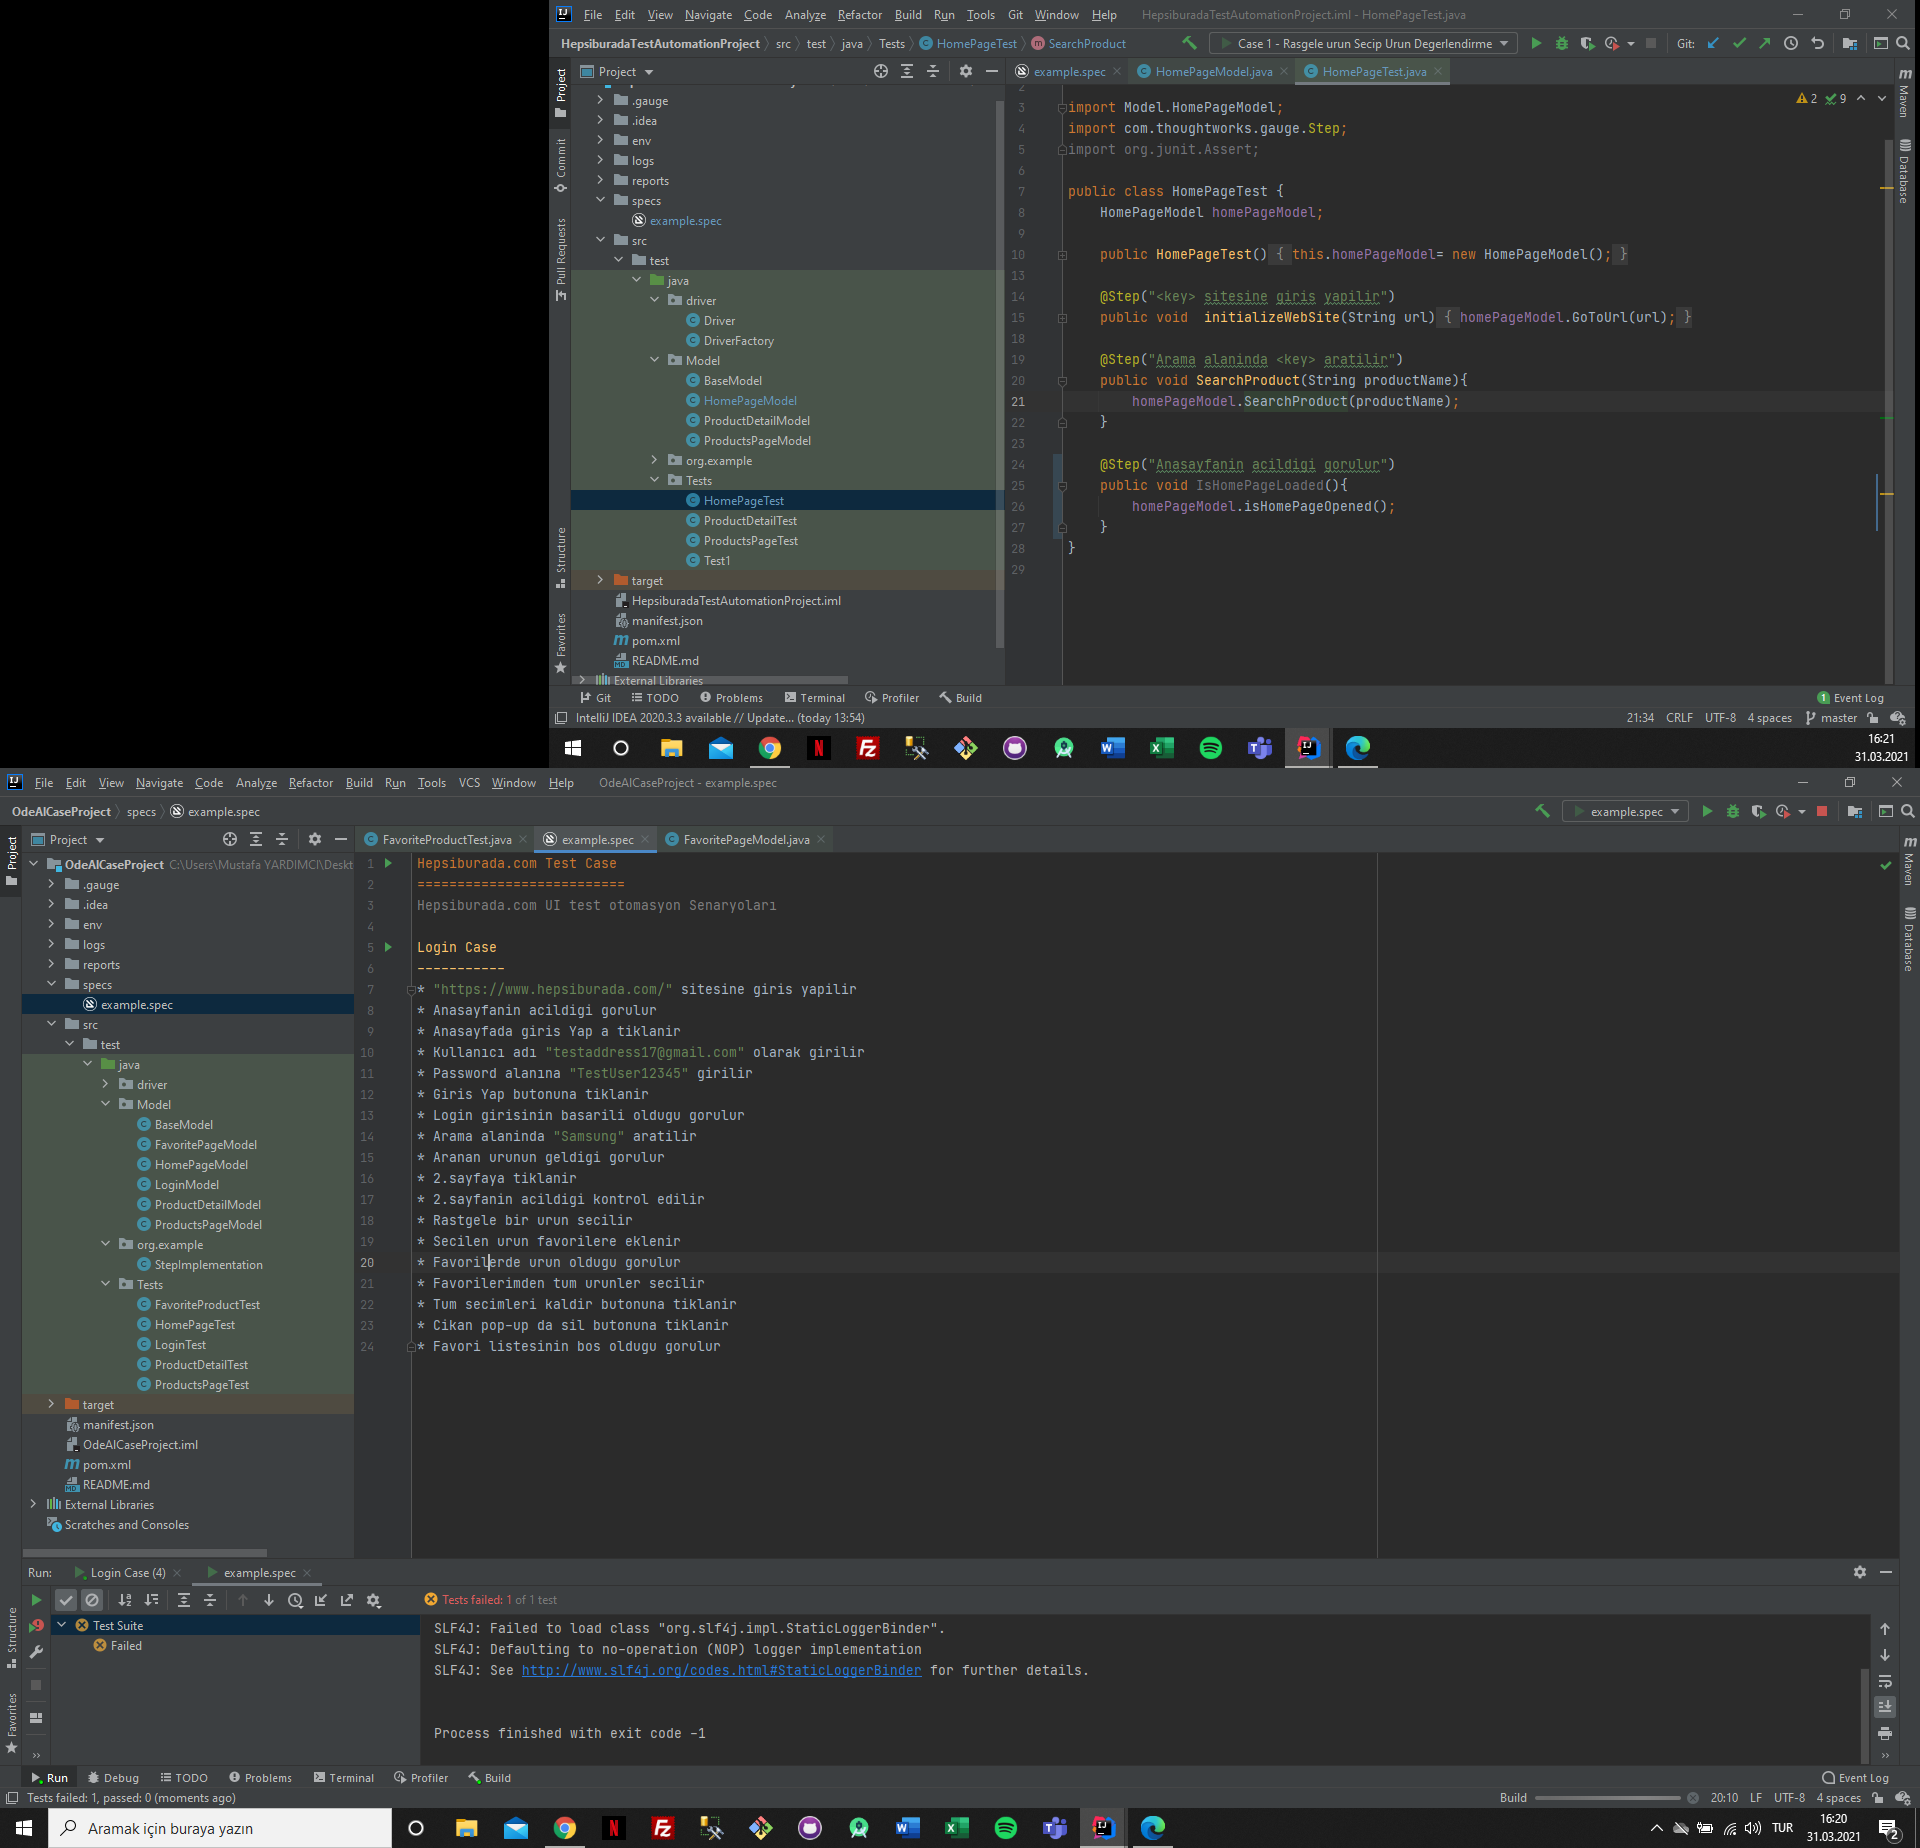 File Edit View Navigate Code Analyze Refactor Build Run Tools Git Window Help HepsiburadaTestAutomationProject.iml - HomePageTest.java
HepsiburadaTestAutomationProject src test java Tests HomePageTest SearchProduct Case 1 - Rasgele urun Secip Urun Degerlendirme Git:
Project
example.spec HomePageModel.java HomePageTest.java
Project
Commit
Pull Requests
Structure
Favorites
.gauge
.idea
env
logs
reports
specs
example.spec
src
test
java
driver
Driver
DriverFactory
Model
BaseModel
HomePageModel
ProductDetailModel
ProductsPageModel
org.example
Tests
HomePageTest
ProductDetailTest
ProductsPageTest
Test1
target
HepsiburadaTestAutomationProject.iml
manifest.json
pom.xml
README.md
External Libraries
2 9
2
3 import Model.HomePageModel;
4 import com.thoughtworks.gauge.Step;
5 import org.junit.Assert;
6
7 public class HomePageTest {
8 HomePageModel homePageModel;
9
10 public HomePageTest() { this.homePageModel= new HomePageModel(); }
13
14 @Step("<key> sitesine giris yapilir")
15 public void initializeWebSite(String url) { homePageModel.GoToUrl(url); }
18
19 @Step("Arama alaninda <key> aratilir")
20 public void SearchProduct(String productName){
21 homePageModel.SearchProduct(productName);
22 }
23
24 @Step("Anasayfanin acildigi gorulur")
25 public void IsHomePageLoaded(){
26 homePageModel.isHomePageOpened();
27 }
28 }
29
Maven
Database
Git TODO Problems Terminal Profiler Build 1 Event Log
IntelliJ IDEA 2020.3.3 available // Update... (today 13:54) 21:34 CRLF UTF-8 4 spaces master
16:21
31.03.2021
File Edit View Navigate Code Analyze Refactor Build Run Tools VCS Window Help OdeAlCaseProject - example.spec
OdeAlCaseProject specs example.spec example.spec
Project
FavoriteProductTest.java example.spec FavoritePageModel.java
Project
Structure
Favorites
OdeAlCaseProject C:\Users\Mustafa YARDIMCI\Deskt
.gauge
.idea
env
logs
reports
specs
example.spec
src
test
java
driver
Model
BaseModel
FavoritePageModel
HomePageModel
LoginModel
ProductDetailModel
ProductsPageModel
org.example
StepImplementation
Tests
FavoriteProductTest
HomePageTest
LoginTest
ProductDetailTest
ProductsPageTest
target
manifest.json
OdeAlCaseProject.iml
pom.xml
README.md
External Libraries
Scratches and Consoles
1 Hepsiburada.com Test Case
2 ==========================
3 Hepsiburada.com UI test otomasyon Senaryoları
4
5 Login Case
6 -----------
7 * "https://www.hepsiburada.com/" sitesine giris yapilir
8 * Anasayfanin acildigi gorulur
9 * Anasayfada giris Yap a tiklanir
10 * Kullanıcı adı "testaddress17@gmail.com" olarak girilir
11 * Password alanına "TestUser12345" girilir
12 * Giris Yap butonuna tiklanir
13 * Login girisinin basarili oldugu gorulur
14 * Arama alaninda "Samsung" aratilir
15 * Aranan urunun geldigi gorulur
16 * 2.sayfaya tiklanir
17 * 2.sayfanin acildigi kontrol edilir
18 * Rastgele bir urun secilir
19 * Secilen urun favorilere eklenir
20 * Favorilerde urun oldugu gorulur
21 * Favorilerimden tum urunler secilir
22 * Tum secimleri kaldir butonuna tiklanir
23 * Cikan pop-up da sil butonuna tiklanir
24 * Favori listesinin bos oldugu gorulur
Maven
Database
Run: Login Case (4) example.spec
Tests failed: 1 of 1 test
Test Suite
Failed
SLF4J: Failed to load class "org.slf4j.impl.StaticLoggerBinder".
SLF4J: Defaulting to no-operation (NOP) logger implementation
SLF4J: See http://www.slf4j.org/codes.html#StaticLoggerBinder for further details.
Process finished with exit code -1
Run Debug TODO Problems Terminal Profiler Build Event Log
Tests failed: 1, passed: 0 (moments ago) Build 20:10 LF UTF-8 4 spaces
Aramak için buraya yazın TUR 16:20
31.03.2021 2